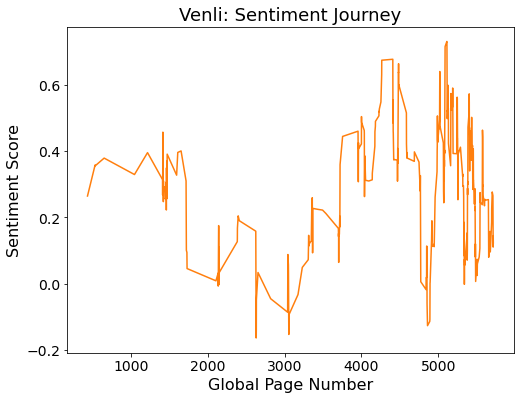 Venli: Sentiment Journey
Sentiment Score
0.6
0.4
0.2
0.0
−0.2
1000 2000 3000 4000 5000
Global Page Number